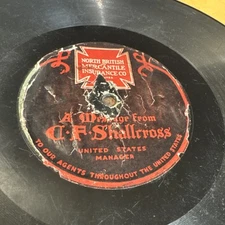 NORTH BRITISH
MERCANTILE
INSURANCE CO
A Message from
C.F. Shallcross
UNITED STATES
MANAGER
TO OUR AGENTS THROUGHOUT THE UNITED STATES